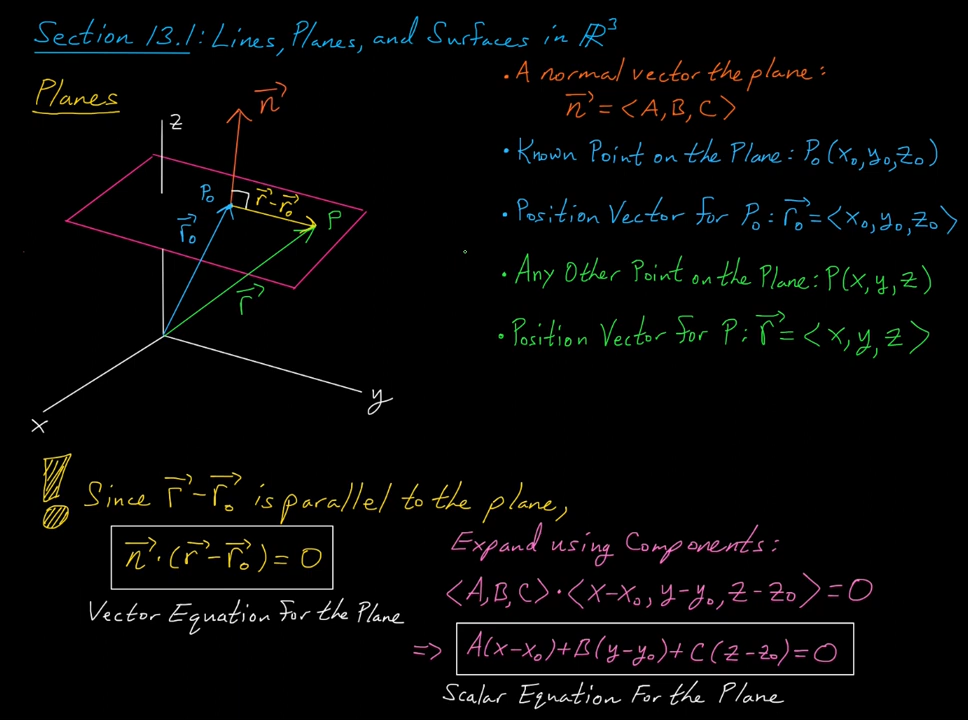 Section 13.1: Lines, Planes, and Surfaces in ℝ³
Planes
z
n⃗
P₀
r⃗-r⃗₀
P
r⃗₀
r⃗
y
x
• A normal vector the plane:
n⃗ = <A, B, C>
• Known Point on the Plane: P₀(x₀, y₀, z₀)
• Position Vector for P₀: r⃗₀ = <x₀, y₀, z₀>
• Any Other Point on the Plane: P(x, y, z)
• Position Vector for P: r⃗ = <x, y, z>
! Since r⃗ - r⃗₀ is parallel to the plane,
n⃗ · (r⃗ - r⃗₀) = 0
Vector Equation for the Plane
Expand using Components:
<A, B, C> · <x-x₀, y-y₀, z-z₀> = 0
=> A(x-x₀)+B(y-y₀)+C(z-z₀)=0
Scalar Equation For the Plane